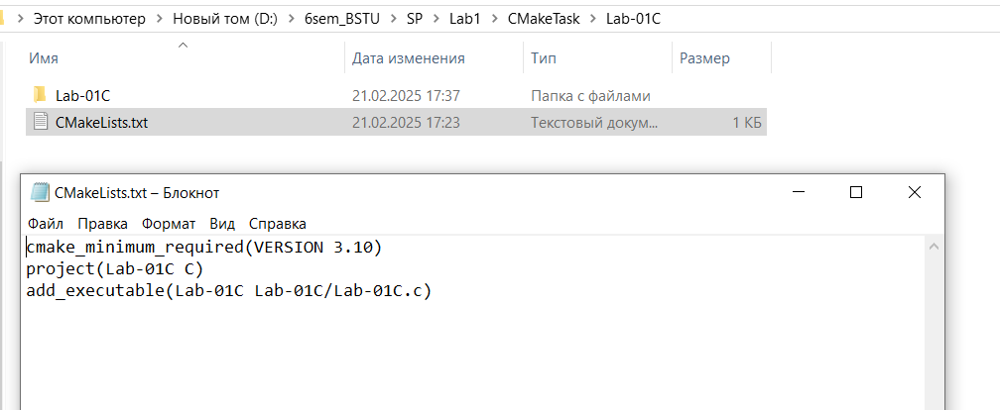 Этот компьютер > Новый том (D:) > 6sem_BSTU > SP > Lab1 > CMakeTask > Lab-01C
Имя Дата изменения Тип Размер
Lab-01C 21.02.2025 17:37 Папка с файлами
CMakeLists.txt 21.02.2025 17:23 Текстовый докум... 1 КБ
CMakeLists.txt – Блокнот
Файл Правка Формат Вид Справка
cmake_minimum_required(VERSION 3.10)
project(Lab-01C C)
add_executable(Lab-01C Lab-01C/Lab-01C.c)